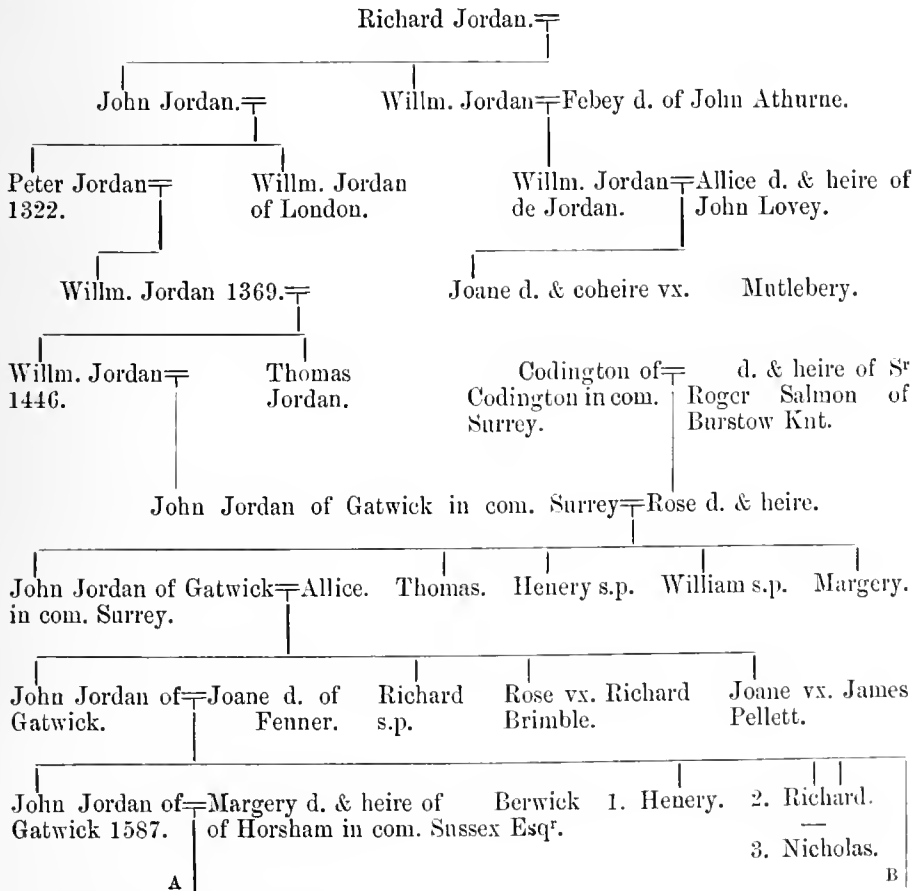 Richard Jordan.
John Jordan. Willm. Jordan Febey d. of John Athurne.
Peter Jordan Willm. Jordan Willm. Jordan Allice d. & heire of
1322. of London. de Jordan. John Lovey.
Willm. Jordan 1369. Joane d. & coheire vx. Mutlebery.
Willm. Jordan Thomas Codington of d. & heire of Sr
1446. Jordan. Codington in com. Roger Salmon of
Surrey. Burstow Knt.
John Jordan of Gatwick in com. Surrey Rose d. & heire.
John Jordan of Gatwick Allice. Thomas. Henery s.p. William s.p. Margery.
in com. Surrey.
John Jordan of Joane d. of Richard Rose vx. Richard Joane vx. James
Gatwick. Fenner. s.p. Brimble. Pellett.
John Jordan of Margery d. & heire of Berwick 1. Henery. 2. Richard.
Gatwick 1587. of Horsham in com. Sussex Esqr.
3. Nicholas.
A B